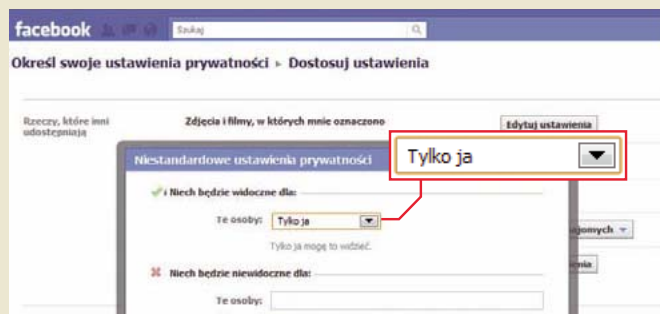 facebook
Szukaj
Określ swoje ustawienia prywatności ▸ Dostosuj ustawienia
Rzeczy, które inni
udostępniają
Zdjęcia i filmy, w których mnie oznaczono
Edytuj ustawienia
Niestandardowe ustawienia prywatności
Tylko ja
Niech będzie widoczne dla:
Te osoby: Tylko ja
Tylko ja mogę to widzieć.
Niech będzie niewidoczne dla:
Te osoby: